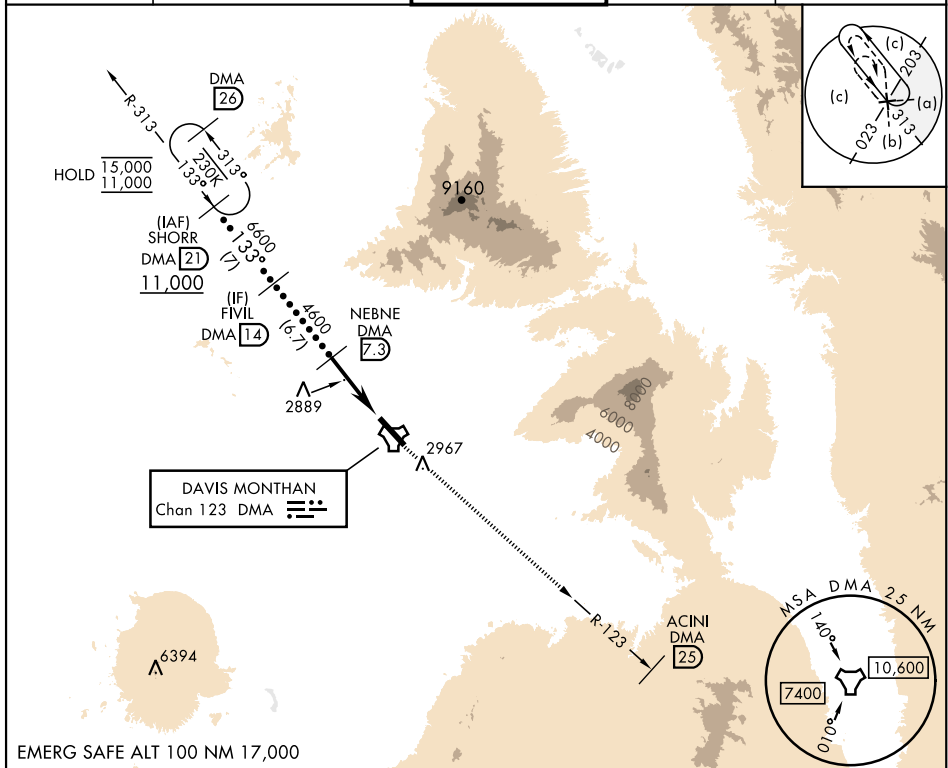 DMA
26
R-313
313°
230K
133°
HOLD 15,000
11,000
(IAF)
SHORR
DMA 21
11,000
6600
133°
(7)
(IF)
FIVIL
DMA 14
4600
(6.7)
NEBNE
DMA
7.3
2889
2967
9160
8000
6000
4000
DAVIS MONTHAN
Chan 123 DMA
R-123
ACINI
DMA
25
6394
EMERG SAFE ALT 100 NM 17,000
(c)
203
(c)
(a)
313
023
(b)
MSA DMA 25 NM
140°
10,600
7400
010°